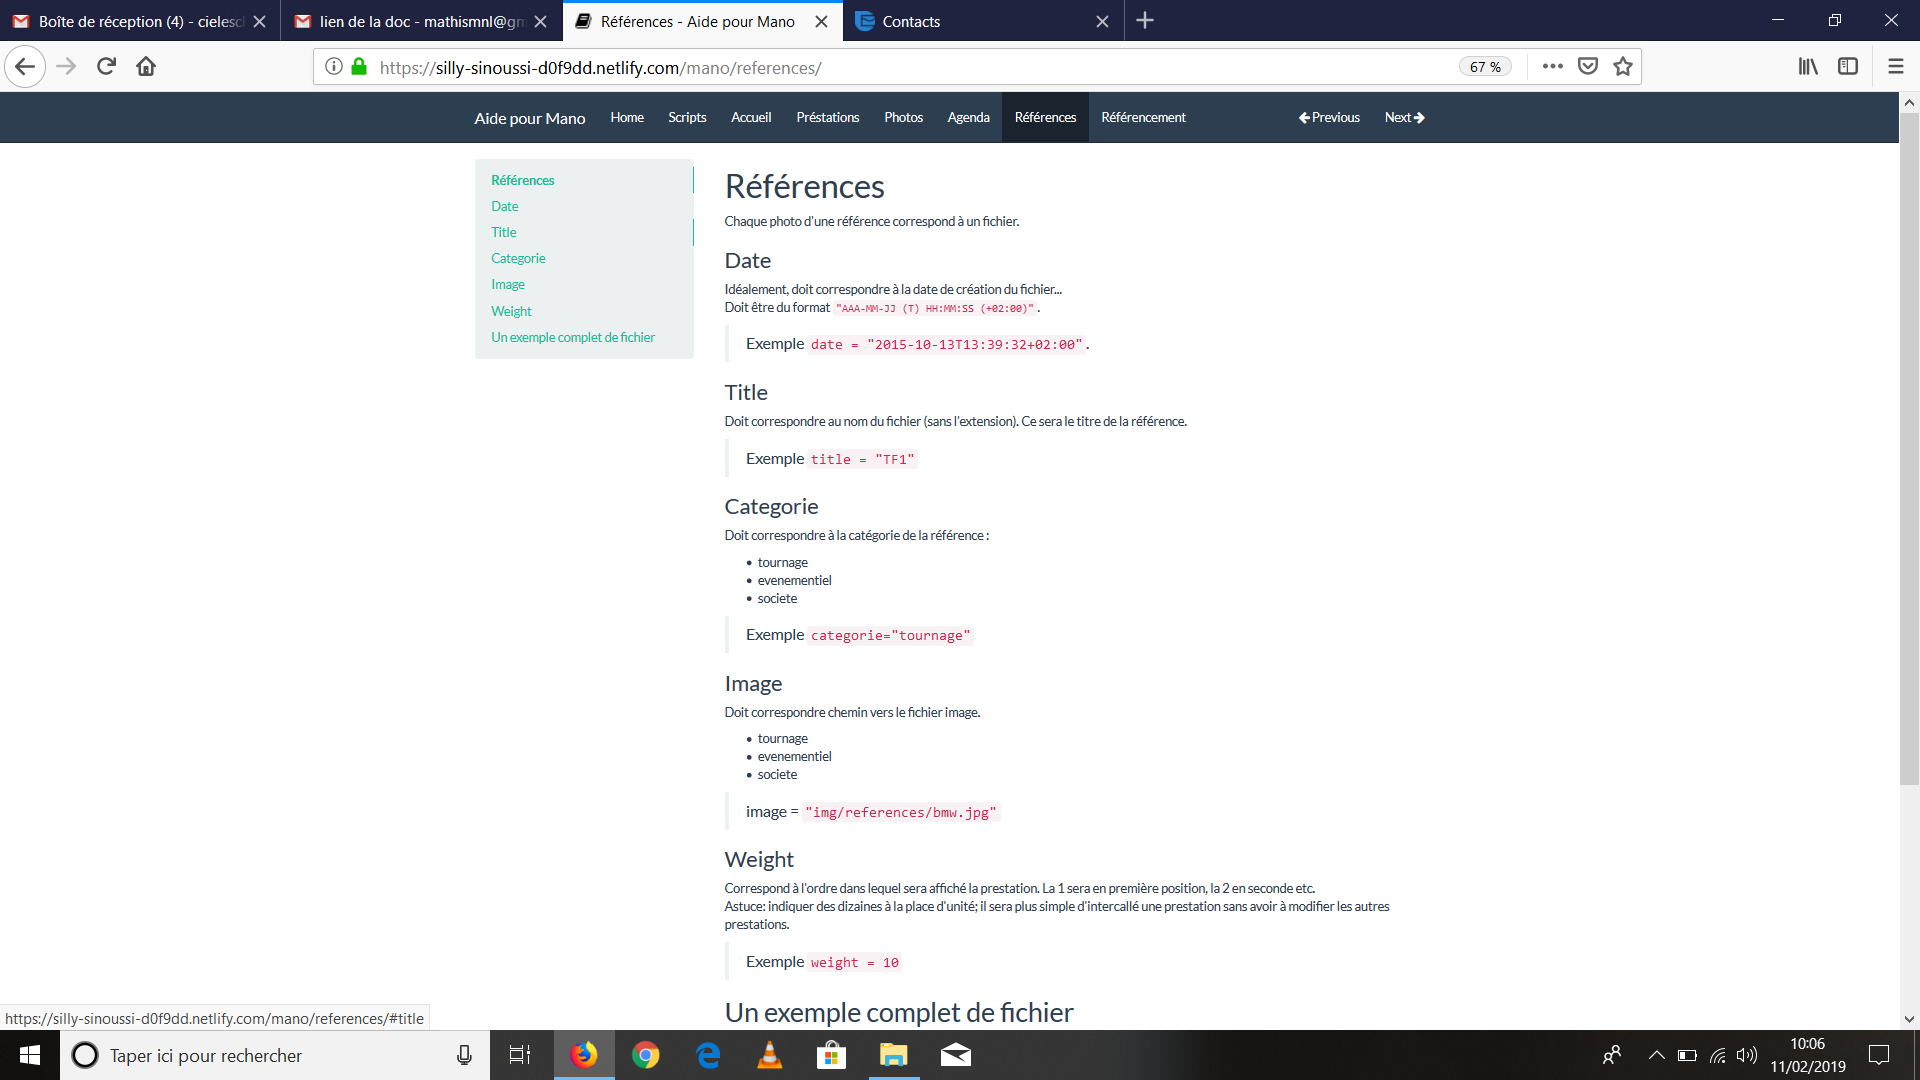 Boîte de réception (4) - cielesc
lien de la doc - mathismnl@gm
Références - Aide pour Mano
Contacts
https://silly-sinoussi-d0f9dd.netlify.com/mano/references/
67 %
Aide pour Mano
Home
Scripts
Accueil
Préstations
Photos
Agenda
Références
Référencement
Previous
Next
Références
Date
Title
Categorie
Image
Weight
Un exemple complet de fichier
Références
Chaque photo d'une référence correspond à un fichier.
Date
Idéalement, doit correspondre à la date de création du fichier...
Doit être du format "AAA-MM-JJ (T) HH:MM:SS (+02:00)".
Exemple date = "2015-10-13T13:39:32+02:00".
Title
Doit correspondre au nom du fichier (sans l'extension). Ce sera le titre de la référence.
Exemple title = "TF1"
Categorie
Doit correspondre à la catégorie de la référence :
tournage
evenementiel
societe
Exemple categorie="tournage"
Image
Doit correspondre chemin vers le fichier image.
tournage
evenementiel
societe
image = "img/references/bmw.jpg"
Weight
Correspond à l'ordre dans lequel sera affiché la prestation. La 1 sera en première position, la 2 en seconde etc.
Astuce: indiquer des dizaines à la place d'unité; il sera plus simple d'intercallé une prestation sans avoir à modifier les autres
prestations.
Exemple weight = 10
Un exemple complet de fichier
https://silly-sinoussi-d0f9dd.netlify.com/mano/references/#title
Taper ici pour rechercher
10:06
11/02/2019